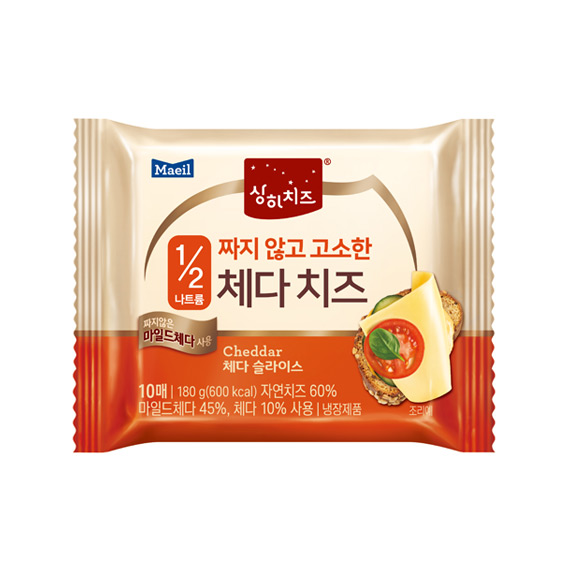 Maeil
상하치즈
®
1/2
나트륨
짜지 않고 고소한
체다 치즈
짜지않은
마일드체다 사용
Cheddar
체다 슬라이스
10매 | 180 g(600 kcal) 자연치즈 60%
마일드체다 45%, 체다 10% 사용 | 냉장제품
조리예